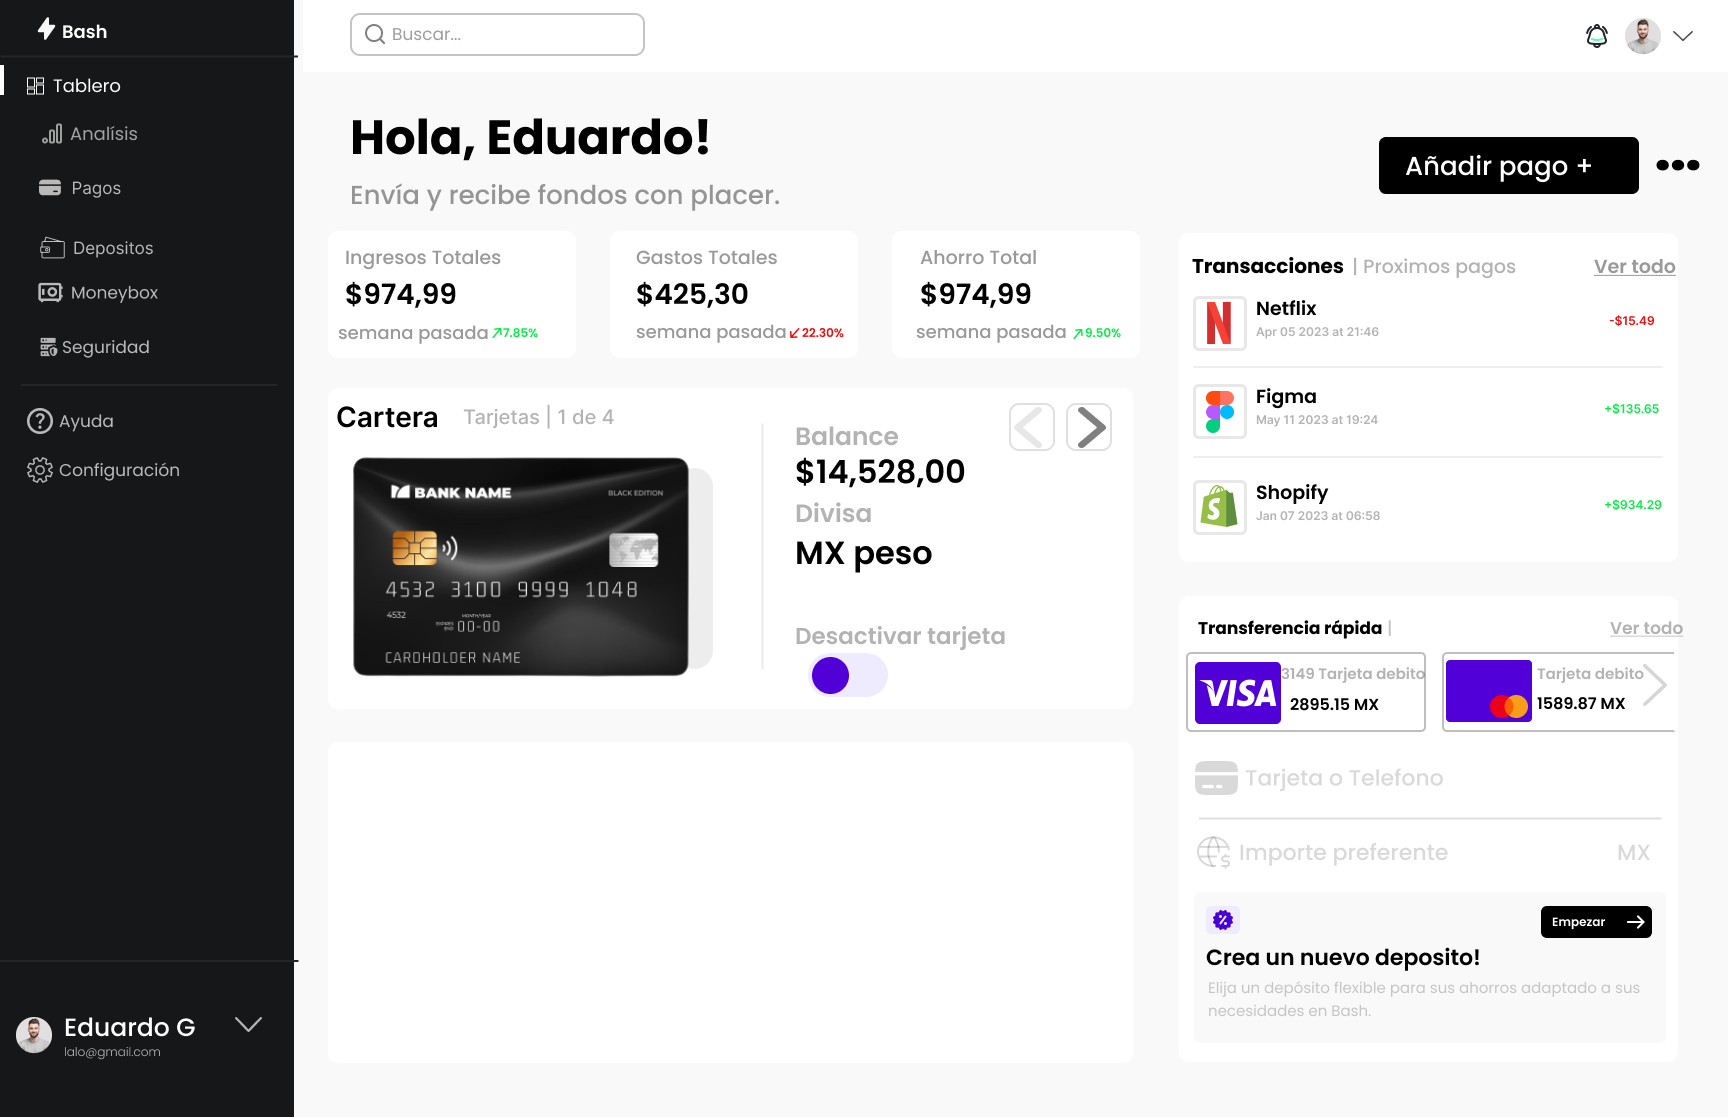 Bash
Tablero
Analísis
Pagos
Depositos
Moneybox
Seguridad
Ayuda
Configuración
Eduardo G
lalo@gmail.com
Buscar...
Hola, Eduardo!
Envía y recibe fondos con placer.
Añadir pago +
Ingresos Totales
$974,99
semana pasada 7.85%
Gastos Totales
$425,30
semana pasada 22.30%
Ahorro Total
$974,99
semana pasada 9.50%
Cartera Tarjetas | 1 de 4
BANK NAME BLACK EDITION
4532 3100 9999 1048
4532
MONTH/YEAR
EXPIRES END 00-00
CARDHOLDER NAME
Balance
$14,528,00
Divisa
MX peso
Desactivar tarjeta
Transacciones | Proximos pagos Ver todo
Netflix
Apr 05 2023 at 21:46
-$15.49
Figma
May 11 2023 at 19:24
+$135.65
Shopify
Jan 07 2023 at 06:58
+$934.29
Transferencia rápida | Ver todo
VISA
3149 Tarjeta debito
2895.15 MX
Tarjeta debito
1589.87 MX
Tarjeta o Telefono
Importe preferente MX
Empezar
Crea un nuevo deposito!
Elija un depósito flexible para sus ahorros adaptado a sus
necesidades en Bash.